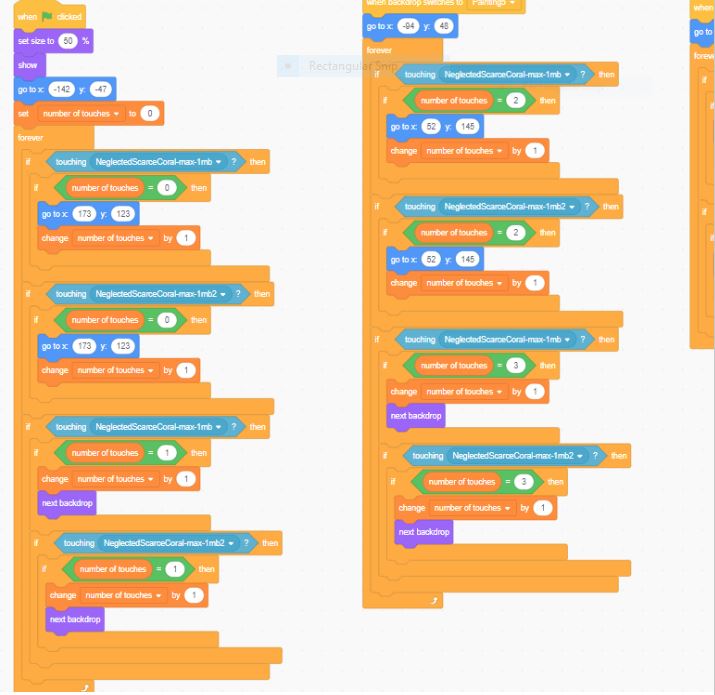 when clicked
set size to 50 %
show
go to x: -142 y: -47
set number of touches to 0
forever
if touching NeglectedScarceCoral-max-1mb ? then
if number of touches = 0 then
go to x: 173 y: 123
change number of touches by 1
if touching NeglectedScarceCoral-max-1mb2 ? then
if number of touches = 0 then
go to x: 173 y: 123
change number of touches by 1
if touching NeglectedScarceCoral-max-1mb ? then
if number of touches = 1 then
change number of touches by 1
next backdrop
if touching NeglectedScarceCoral-max-1mb2 ? then
if number of touches = 1 then
change number of touches by 1
next backdrop
Rectangular Snip
when backdrop switches to
go to x: -94 y: 48
forever
if touching NeglectedScarceCoral-max-1mb ? then
if number of touches = 2 then
go to x: 52 y: 145
change number of touches by 1
if touching NeglectedScarceCoral-max-1mb2 ? then
if number of touches = 2 then
go to x: 52 y: 145
change number of touches by 1
if touching NeglectedScarceCoral-max-1mb ? then
if number of touches = 3 then
change number of touches by 1
next backdrop
if touching NeglectedScarceCoral-max-1mb2 ? then
if number of touches = 3 then
change number of touches by 1
next backdrop
when
go to
forev
if
if
if
if